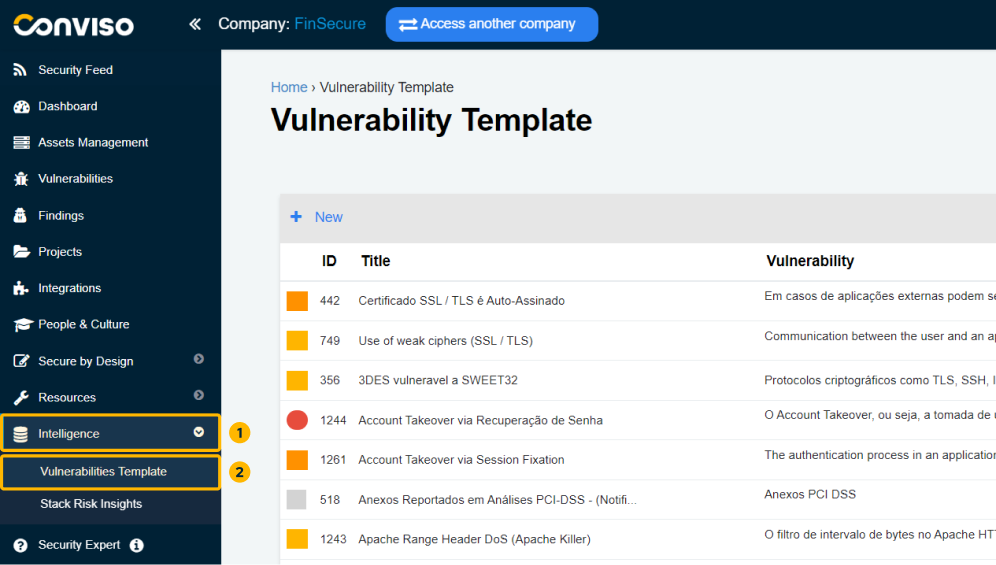 CONVISO
Company: FinSecure
Access another company
Security Feed
Dashboard
Assets Management
Vulnerabilities
Findings
Projects
Integrations
People & Culture
Secure by Design
Resources
Intelligence
1
Vulnerabilities Template
2
Stack Risk Insights
Security Expert
Home › Vulnerability Template
Vulnerability Template
+ New
ID Title Vulnerability
442 Certificado SSL / TLS é Auto-Assinado Em casos de aplicações externas podem se
749 Use of weak ciphers (SSL / TLS) Communication between the user and an ap
356 3DES vulneravel a SWEET32 Protocolos criptográficos como TLS, SSH, I
1244 Account Takeover via Recuperação de Senha O Account Takeover, ou seja, a tomada de
1261 Account Takeover via Session Fixation The authentication process in an application
518 Anexos Reportados em Análises PCI-DSS - (Notifi... Anexos PCI DSS
1243 Apache Range Header DoS (Apache Killer) O filtro de intervalo de bytes no Apache HT